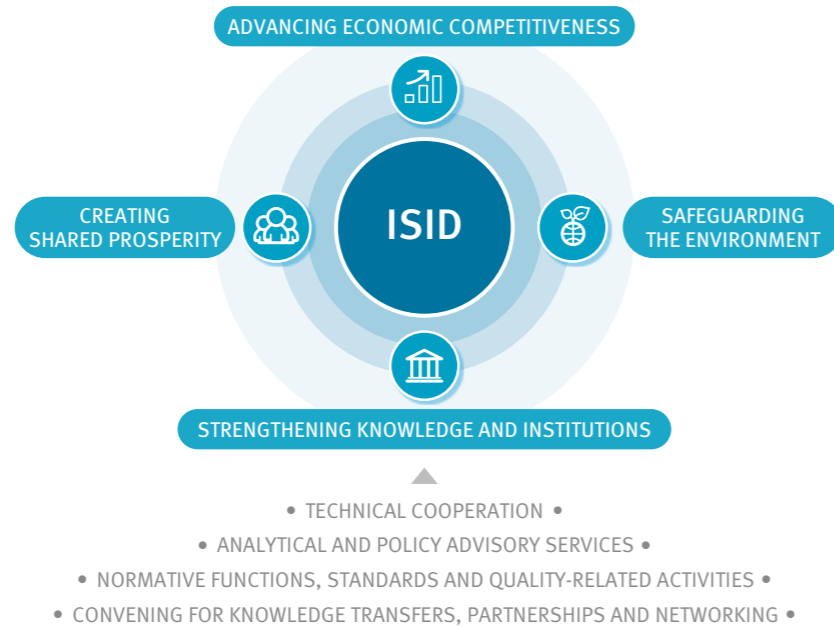 ADVANCING ECONOMIC COMPETITIVENESS
CREATING
SHARED PROSPERITY
ISID
SAFEGUARDING
THE ENVIRONMENT
STRENGTHENING KNOWLEDGE AND INSTITUTIONS
• TECHNICAL COOPERATION •
• ANALYTICAL AND POLICY ADVISORY SERVICES •
• NORMATIVE FUNCTIONS, STANDARDS AND QUALITY-RELATED ACTIVITIES •
• CONVENING FOR KNOWLEDGE TRANSFERS, PARTNERSHIPS AND NETWORKING •